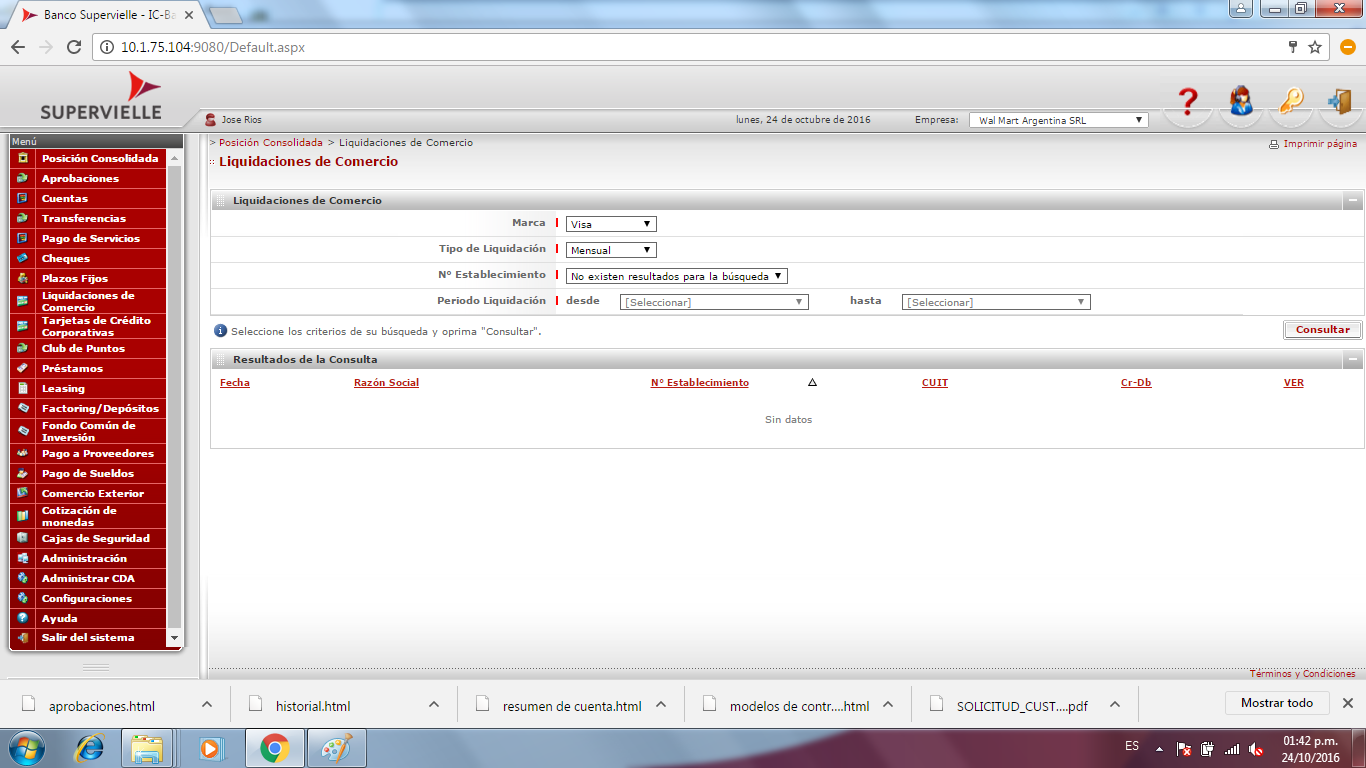 Banco Supervielle - IC-Ba
10.1.75.104:9080/Default.aspx
SUPERVIELLE
Jose Rios
lunes, 24 de octubre de 2016
Empresa:
Wal Mart Argentina SRL
Menú
Posición Consolidada
Aprobaciones
Cuentas
Transferencias
Pago de Servicios
Cheques
Plazos Fijos
Liquidaciones de
Comercio
Tarjetas de Crédito
Corporativas
Club de Puntos
Préstamos
Leasing
Factoring/Depósitos
Fondo Común de
Inversión
Pago a Proveedores
Pago de Sueldos
Comercio Exterior
Cotización de
monedas
Cajas de Seguridad
Administración
Administrar CDA
Configuraciones
Ayuda
Salir del sistema
> Posición Consolidada > Liquidaciones de Comercio
Imprimir página
Liquidaciones de Comercio
Liquidaciones de Comercio
Marca Visa
Tipo de Liquidación Mensual
Nº Establecimiento No existen resultados para la búsqueda
Periodo Liquidación desde [Seleccionar] hasta [Seleccionar]
Seleccione los criterios de su búsqueda y oprima "Consultar".
Consultar
Resultados de la Consulta
Fecha Razón Social Nº Establecimiento CUIT Cr-Db VER
Sin datos
Términos y Condiciones
aprobaciones.html
historial.html
resumen de cuenta.html
modelos de contr....html
SOLICITUD_CUST....pdf
Mostrar todo
ES
01:42 p.m.
24/10/2016